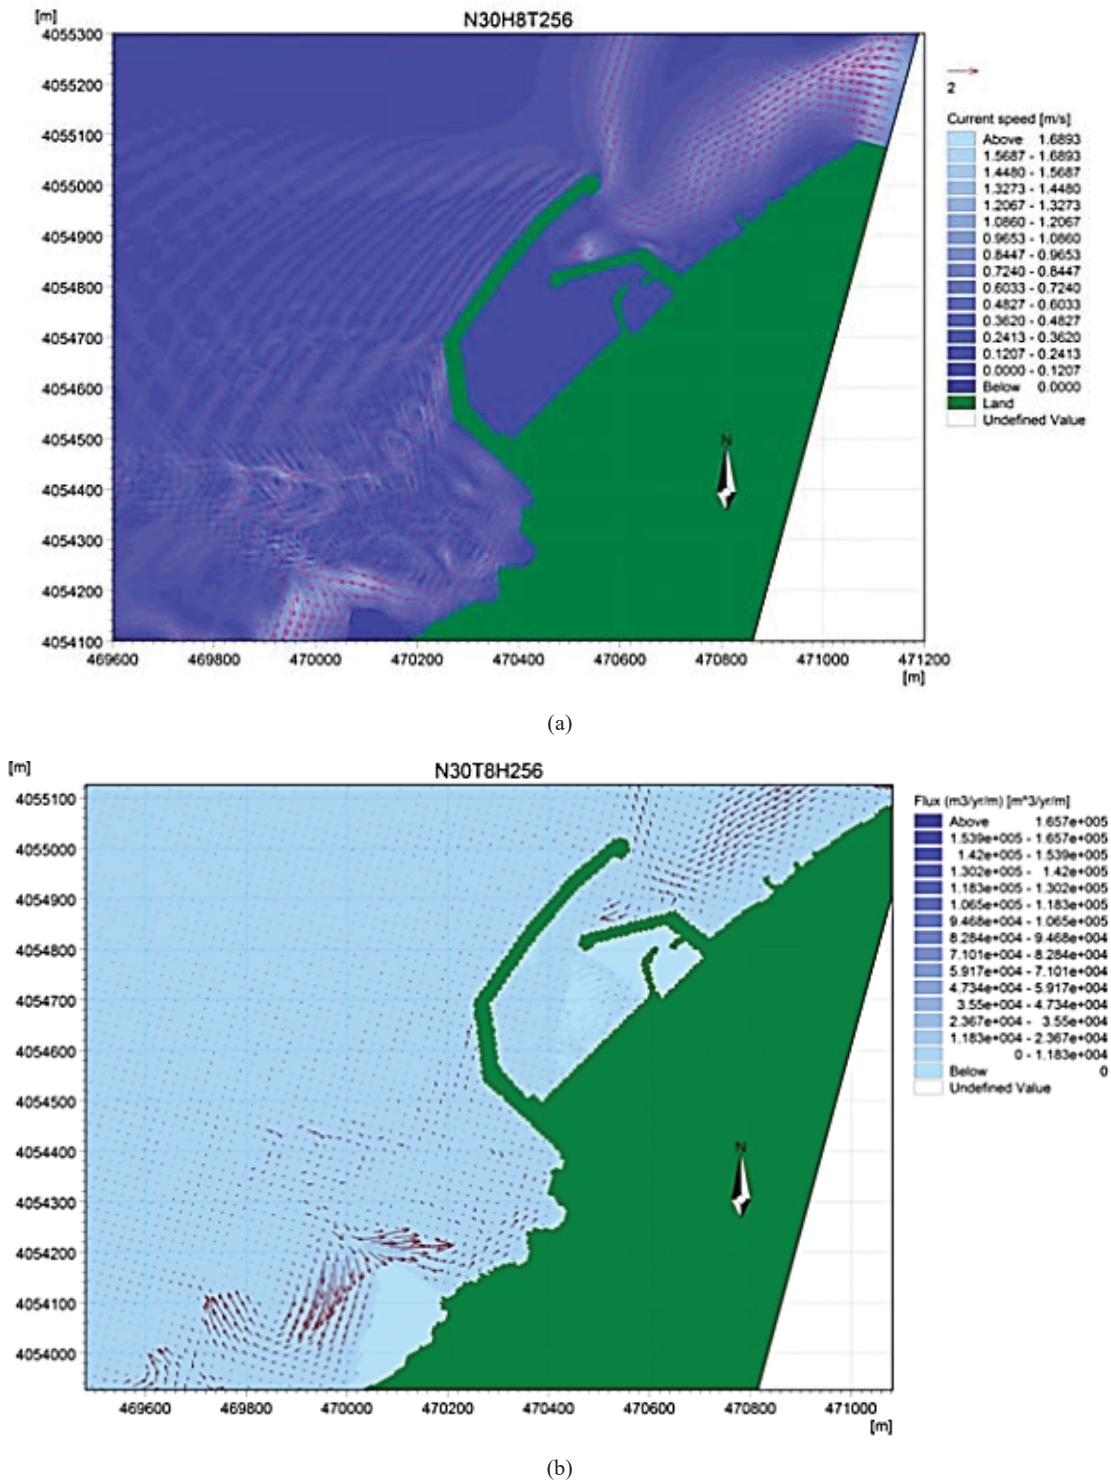 [m]
N30H8T256
4055300
4055200
4055100
4055000
4054900
4054800
4054700
4054600
4054500
4054400
4054300
4054200
4054100
469600 469800 470000 470200 470400 470600 470800 471000 471200
[m]
N
2
Current speed [m/s]
Above 1.6893
1.5687 - 1.6893
1.4480 - 1.5687
1.3273 - 1.4480
1.2067 - 1.3273
1.0860 - 1.2067
0.9653 - 1.0860
0.8447 - 0.9653
0.7240 - 0.8447
0.6033 - 0.7240
0.4827 - 0.6033
0.3620 - 0.4827
0.2413 - 0.3620
0.1207 - 0.2413
0.0000 - 0.1207
Below 0.0000
Land
Undefined Value
(a)
[m]
N30T8H256
4055100
4055000
4054900
4054800
4054700
4054600
4054500
4054400
4054300
4054200
4054100
4054000
469600 469800 470000 470200 470400 470600 470800 471000
[m]
N
Flux (m3/yr/m) [m^3/yr/m]
Above 1.657e+005
1.539e+005 - 1.657e+005
1.42e+005 - 1.539e+005
1.302e+005 - 1.42e+005
1.183e+005 - 1.302e+005
1.065e+005 - 1.183e+005
9.468e+004 - 1.065e+005
8.284e+004 - 9.468e+004
7.101e+004 - 8.284e+004
5.917e+004 - 7.101e+004
4.734e+004 - 5.917e+004
3.55e+004 - 4.734e+004
2.367e+004 - 3.55e+004
1.183e+004 - 2.367e+004
0 - 1.183e+004
Below 0
Undefined Value
(b)